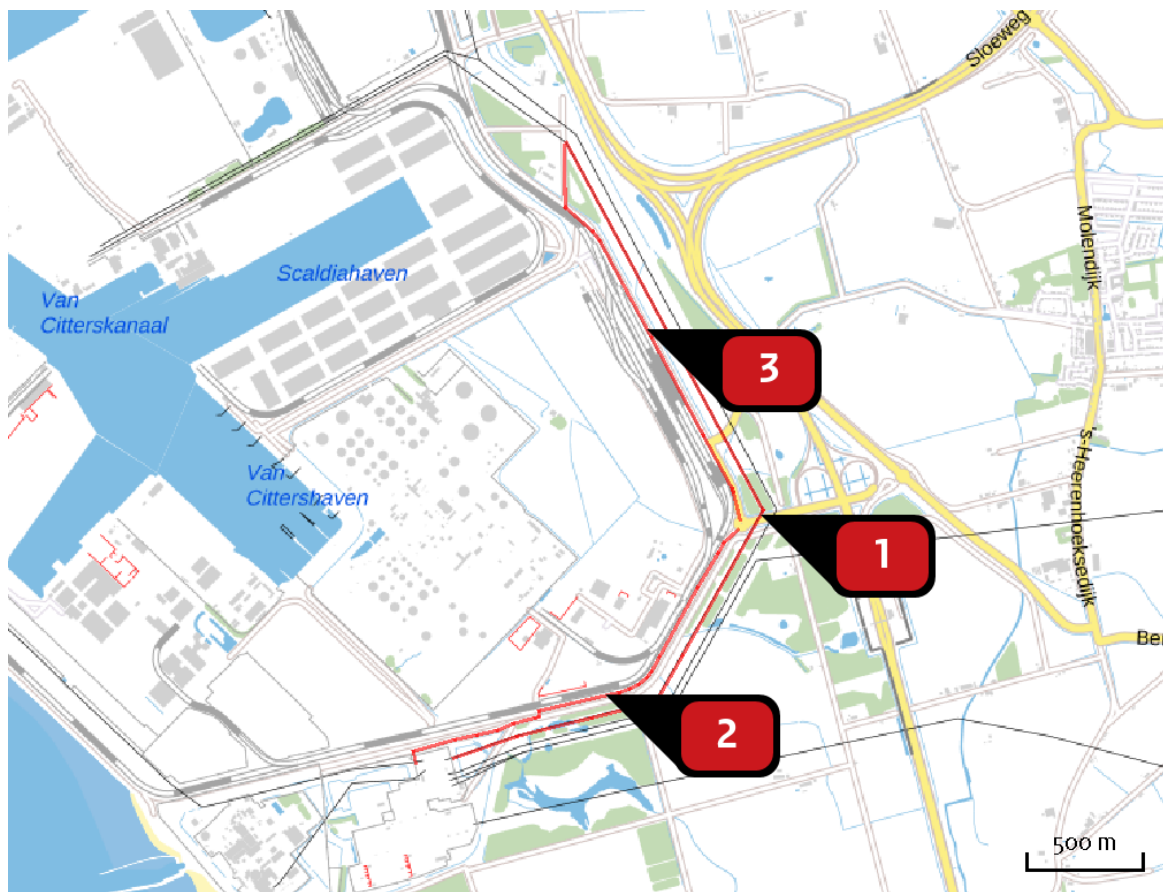 Sloeweg
Molendijk
Scaldiahaven
Van
Citterskanaal
3
's-Heerenhoeksedijk
Van
Cittershaven
1
Ber
2
500 m